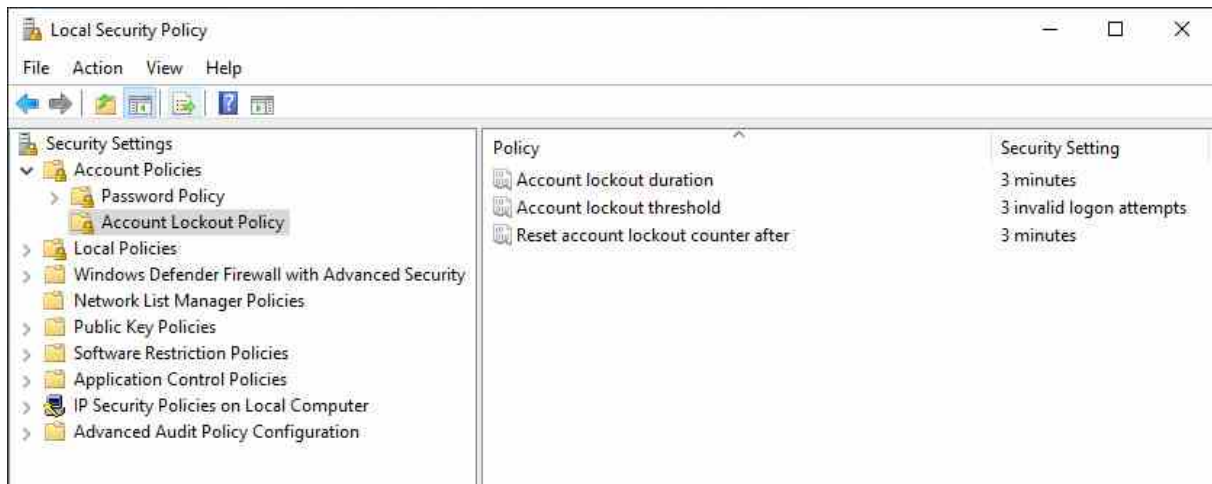 Local Security Policy
File Action View Help
Security Settings
Account Policies
Password Policy
Account Lockout Policy
Local Policies
Windows Defender Firewall with Advanced Security
Network List Manager Policies
Public Key Policies
Software Restriction Policies
Application Control Policies
IP Security Policies on Local Computer
Advanced Audit Policy Configuration
Policy Security Setting
Account lockout duration 3 minutes
Account lockout threshold 3 invalid logon attempts
Reset account lockout counter after 3 minutes